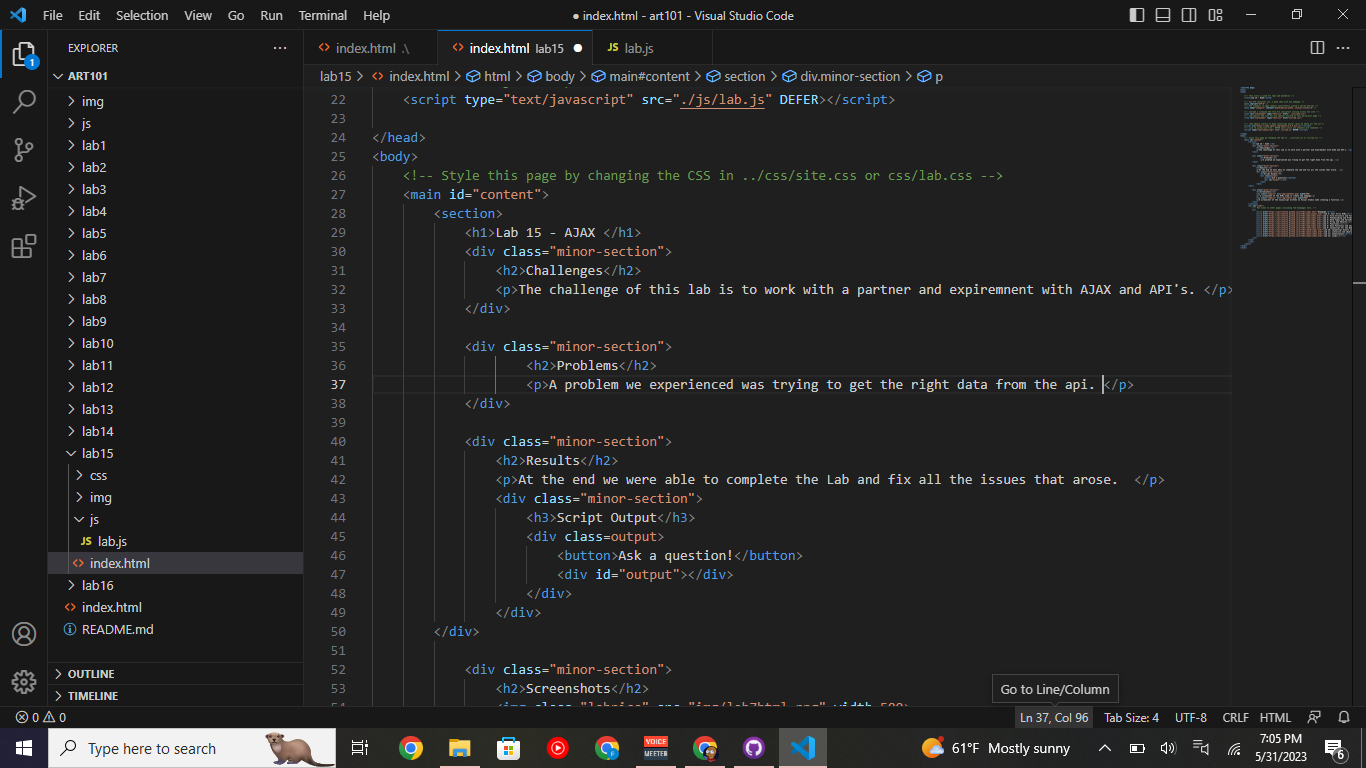 File Edit Selection View Go Run Terminal Help
● index.html - art101 - Visual Studio Code
EXPLORER
ART101
img
js
lab1
lab2
lab3
lab4
lab5
lab6
lab7
lab8
lab9
lab10
lab11
lab12
lab13
lab14
lab15
css
img
js
JS lab.js
index.html
lab16
index.html
README.md
OUTLINE
TIMELINE
index.html .\ index.html lab15 JS lab.js
lab15 > index.html > html > body > main#content > section > div.minor-section > p
22 <script type="text/javascript" src="./js/lab.js" DEFER></script>
23
24 </head>
25 <body>
26 <!-- Style this page by changing the CSS in ../css/site.css or css/lab.css -->
27 <main id="content">
28 <section>
29 <h1>Lab 15 - AJAX </h1>
30 <div class="minor-section">
31 <h2>Challenges</h2>
32 <p>The challenge of this lab is to work with a partner and expiremnent with AJAX and API's. </p>
33 </div>
34
35 <div class="minor-section">
36 <h2>Problems</h2>
37 <p>A problem we experienced was trying to get the right data from the api. </p>
38 </div>
39
40 <div class="minor-section">
41 <h2>Results</h2>
42 <p>At the end we were able to complete the Lab and fix all the issues that arose.  </p>
43 <div class="minor-section">
44 <h3>Script Output</h3>
45 <div class=output>
46 <button>Ask a question!</button>
47 <div id="output"></div>
48 </div>
49 </div>
50 </div>
51
52 <div class="minor-section">
53 <h2>Screenshots</h2>
Go to Line/Column
0 0
Ln 37, Col 96 Tab Size: 4 UTF-8 CRLF HTML
Type here to search
VOICE
MEETER
61°F Mostly sunny
7:05 PM
5/31/2023
6
1